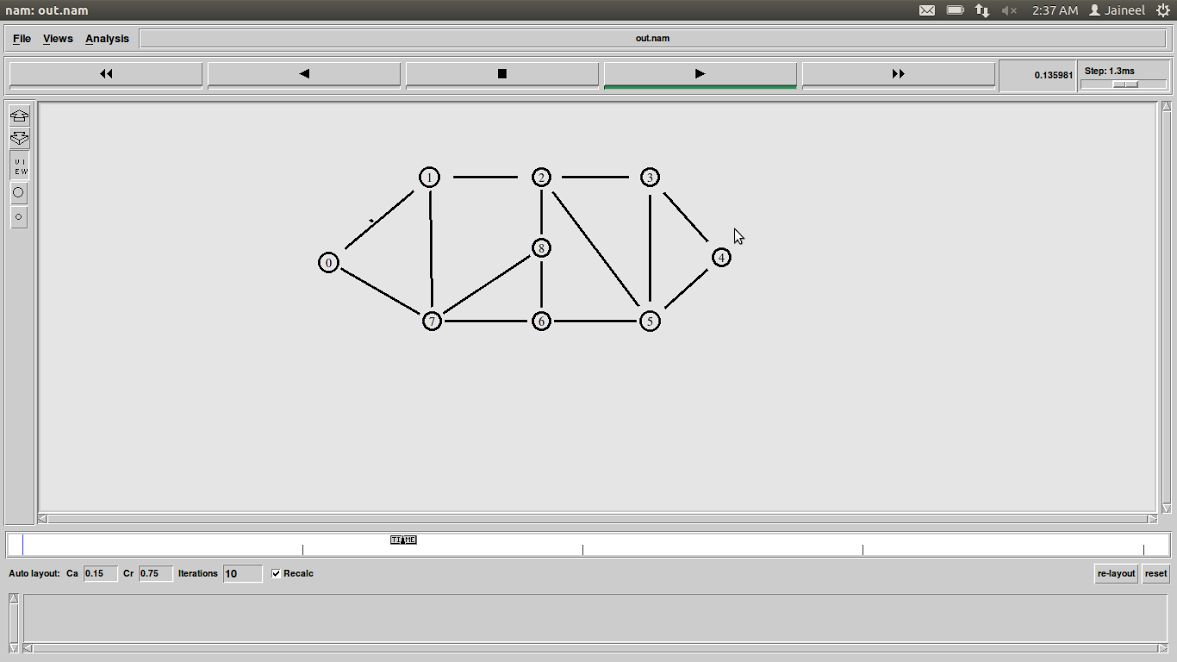 nam: out.nam
2:37 AM Jaineel
File Views Analysis
out.nam
0.135981
Step: 1.3ms
VI
EW
1 2 3
8
0 4
7 6 5
TIME
Auto layout: Ca 0.15 Cr 0.75 Iterations 10 Recalc re-layout reset